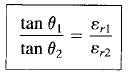 tan θ₁ / tan θ₂ = εᵣ₁ / εᵣ₂